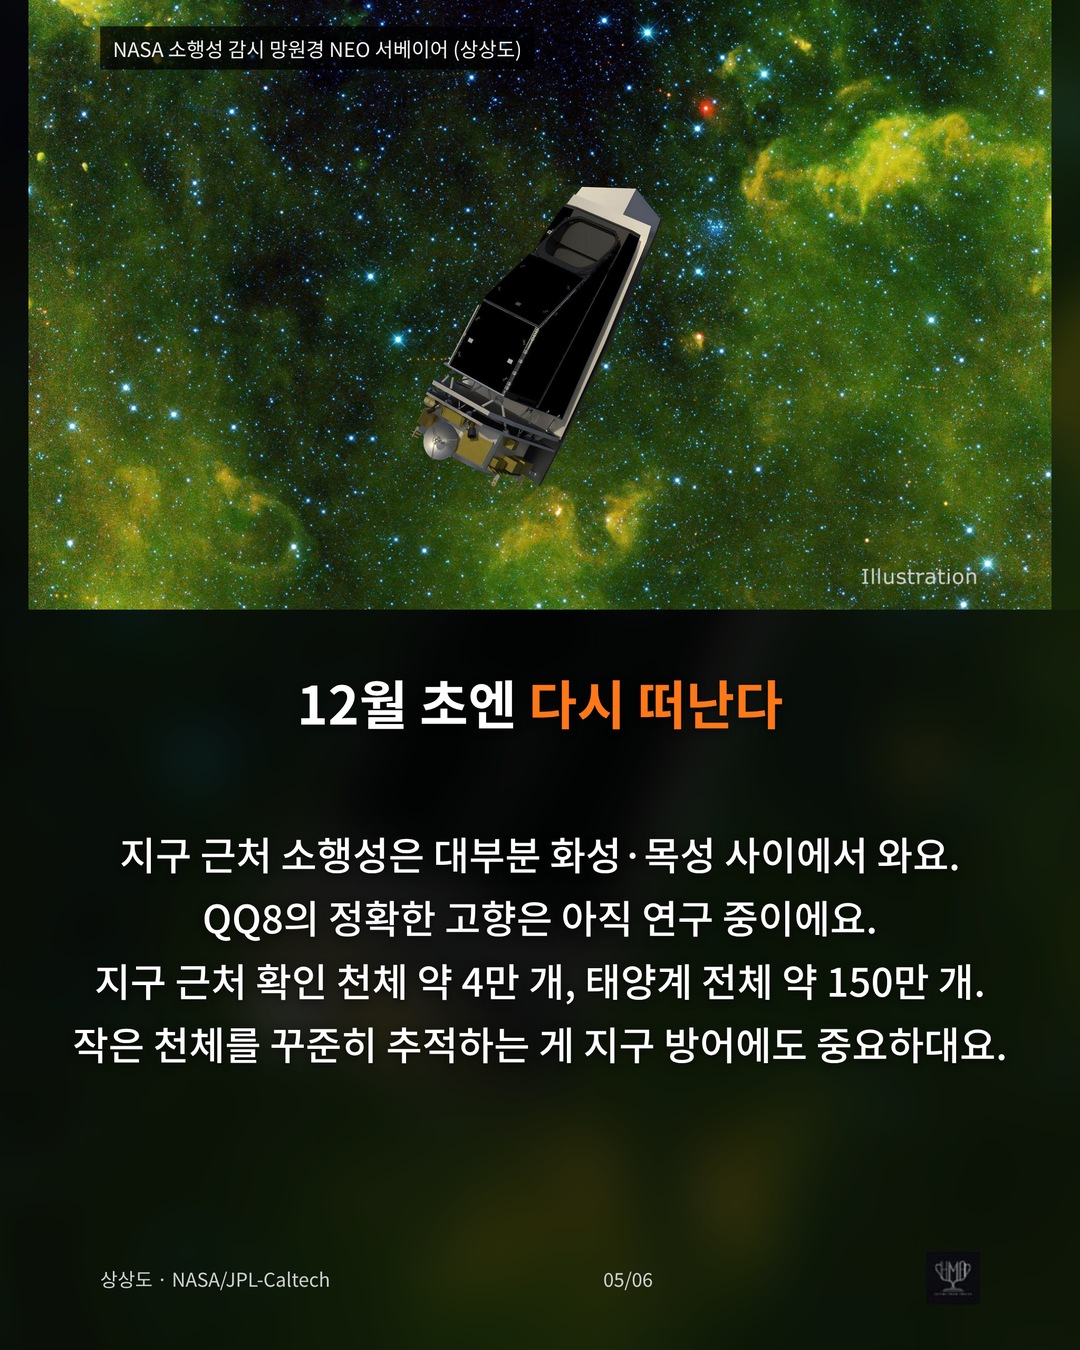 NASA 소행성 감시 망원경 NEO 서베이어 (상상도)
Illustration
12월 초엔 다시 떠난다
지구 근처 소행성은 대부분 화성·목성 사이에서 와요.
QQ8의 정확한 고향은 아직 연구 중이에요.
지구 근처 확인 천체 약 4만 개, 태양계 전체 약 150만 개.
작은 천체를 꾸준히 추적하는 게 지구 방어에도 중요하대요.
상상도 · NASA/JPL-Caltech
05/06